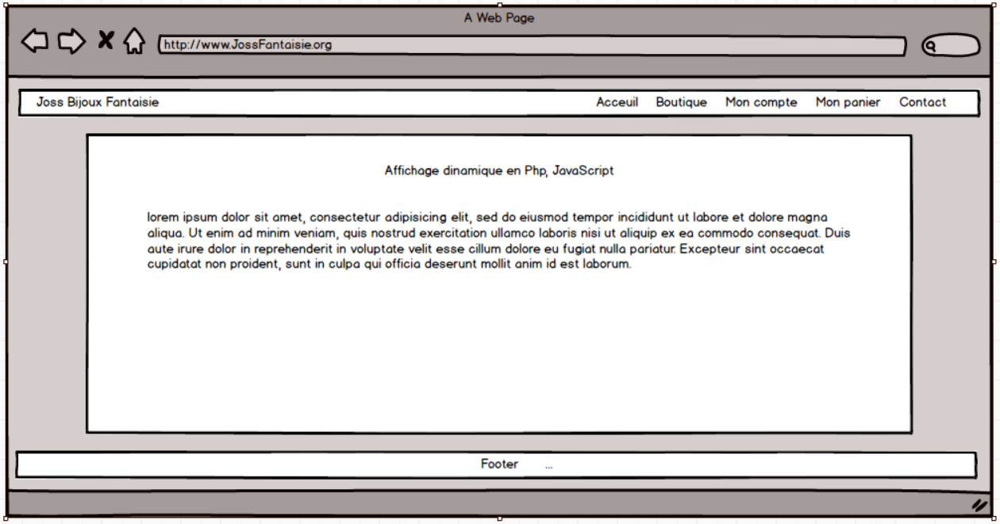 A Web Page
http://www.JossFantaisie.org
Joss Bijoux Fantaisie Acceuil Boutique Mon compte Mon panier Contact
Affichage dinamique en Php, JavaScript
lorem ipsum dolor sit amet, consectetur adipisicing elit, sed do eiusmod tempor incididunt ut labore et dolore magna
aliqua. Ut enim ad minim veniam, quis nostrud exercitation ullamco laboris nisi ut aliquip ex ea commodo consequat. Duis
aute irure dolor in reprehenderit in voluptate velit esse cillum dolore eu fugiat nulla pariatur. Excepteur sint occaecat
cupidatat non proident, sunt in culpa qui officia deserunt mollit anim id est laborum.
Footer ...